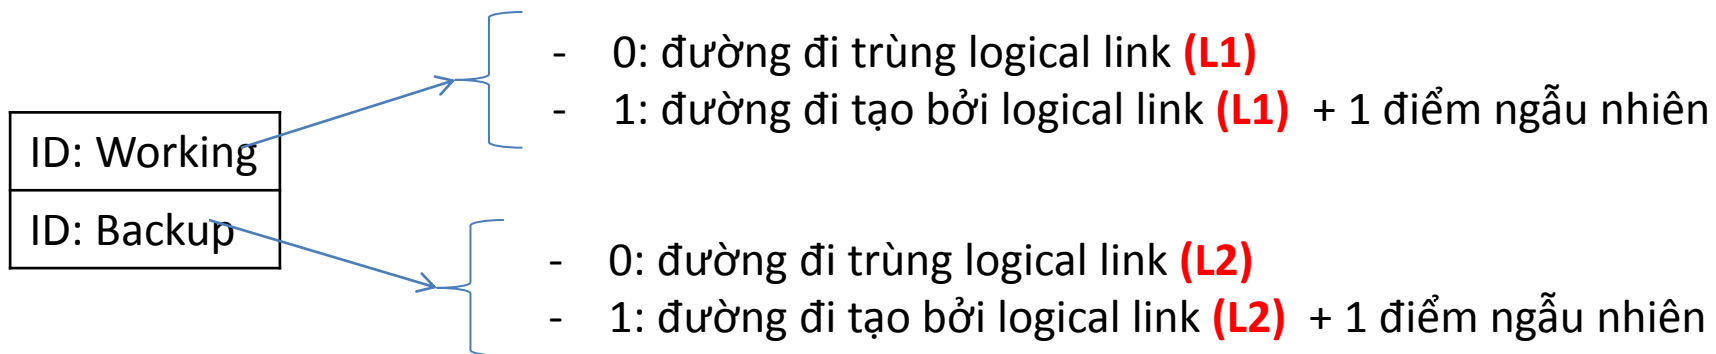 - 0: đường đi trùng logical link (L1)
- 1: đường đi tạo bởi logical link (L1) + 1 điểm ngẫu nhiên
ID: Working
ID: Backup
- 0: đường đi trùng logical link (L2)
- 1: đường đi tạo bởi logical link (L2) + 1 điểm ngẫu nhiên